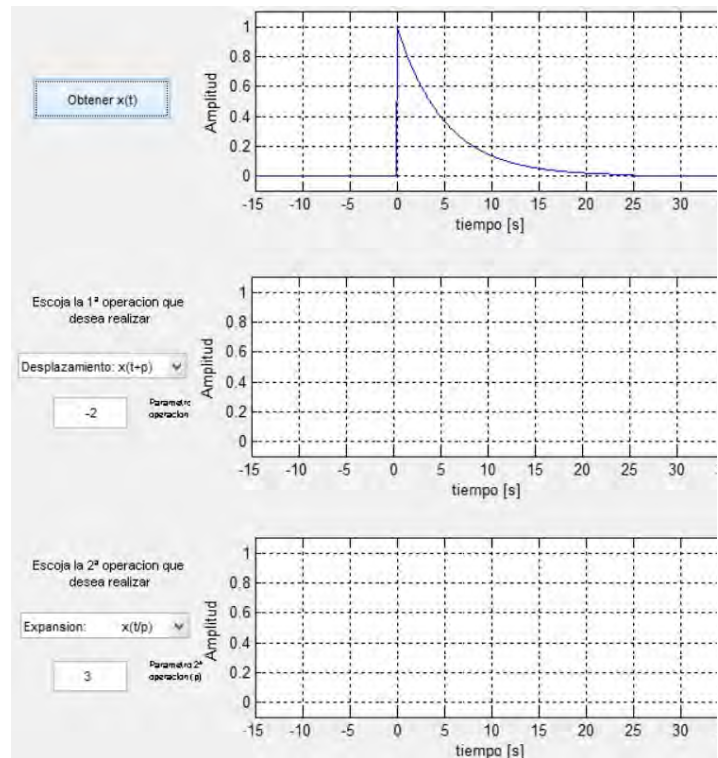 Obtener x(t)
Amplitud
1
0.8
0.6
0.4
0.2
0
-15 -10 -5 0 5 10 15 20 25 30
tiempo [s]
Escoja la 1ª operacion que
desea realizar
Desplazamiento: x(t+p)
-2
Parametro
operacion
Amplitud
1
0.8
0.6
0.4
0.2
0
-15 -10 -5 0 5 10 15 20 25 30
tiempo [s]
Escoja la 2ª operacion que
desea realizar
Expansion: x(t/p)
3
Parametro 2ª
operacion (p)
Amplitud
1
0.8
0.6
0.4
0.2
0
-15 -10 -5 0 5 10 15 20 25 30
tiempo [s]